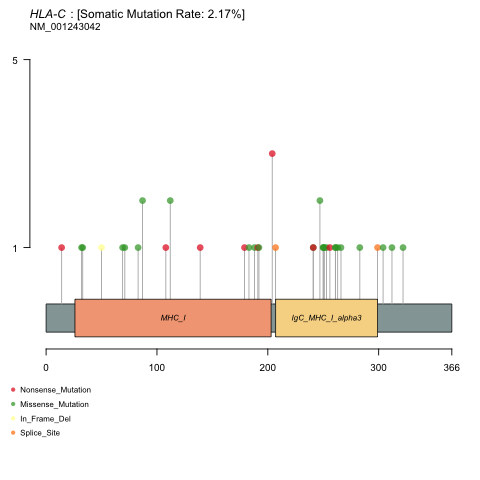 HLA-C : [Somatic Mutation Rate: 2.17%]
NM_001243042
5
1
MHC_I
IgC_MHC_I_alpha3
0 100 200 300 366
Nonsense_Mutation
Missense_Mutation
In_Frame_Del
Splice_Site